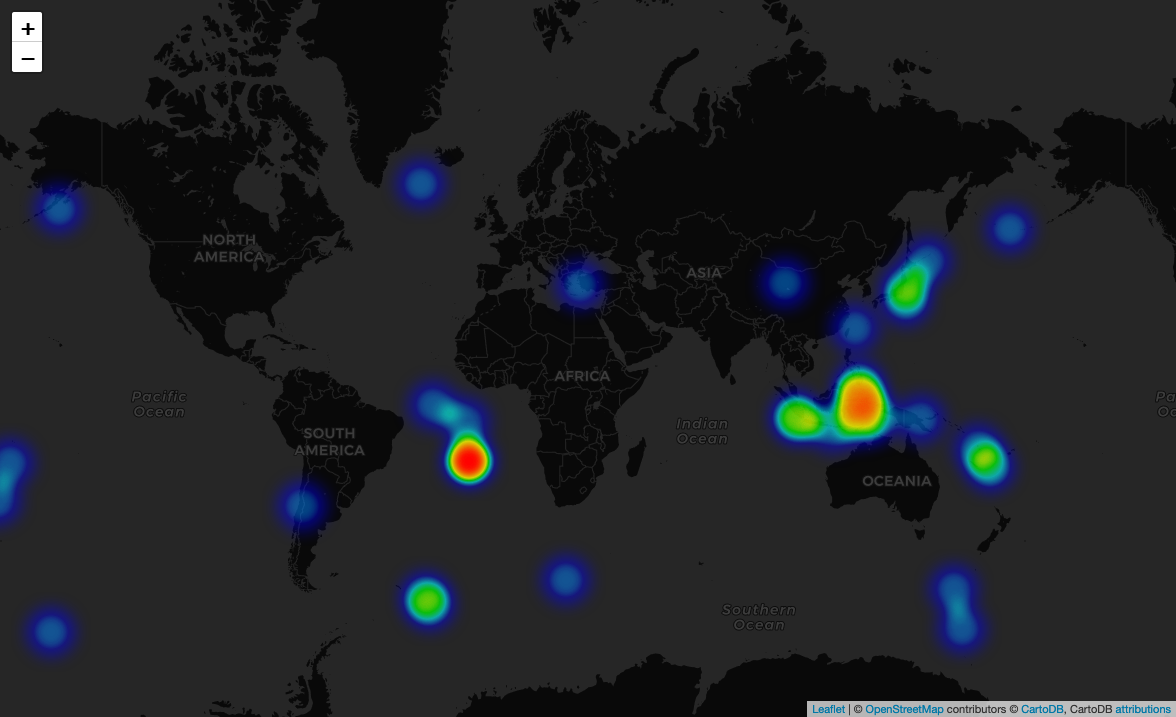 +
−
NORTH
AMERICA
ASIA
AFRICA
Pacific
Ocean
Indian
Ocean
Pa
O
SOUTH
AMERICA
OCEANIA
Southern
Ocean
Leaflet | © OpenStreetMap contributors © CartoDB, CartoDB attributions